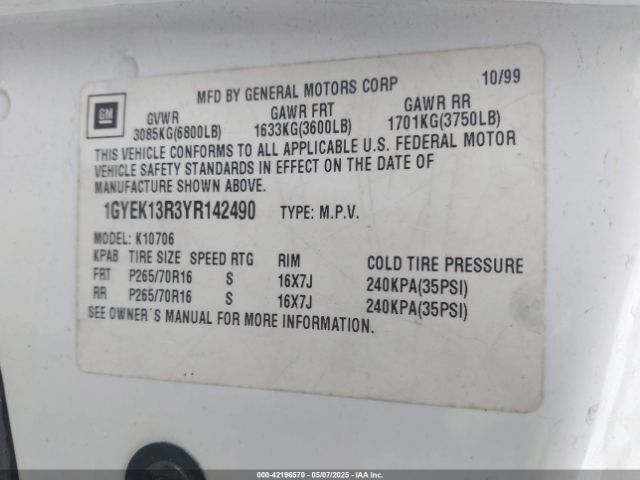 MFD BY GENERAL MOTORS CORP 10/99
GM
GVWR GAWR FRT GAWR RR
3085KG(6800LB) 1633KG(3600LB) 1701KG(3750LB)
THIS VEHICLE CONFORMS TO ALL APPLICABLE U.S. FEDERAL MOTOR
VEHICLE SAFETY STANDARDS IN EFFECT ON THE DATE OF
MANUFACTURE SHOWN ABOVE.
1GYEK13R3YR142490 TYPE: M.P.V.
MODEL: K10706
KPAB TIRE SIZE SPEED RTG RIM COLD TIRE PRESSURE
FRT P265/70R16 S 16X7J 240KPA(35PSI)
RR P265/70R16 S 16X7J 240KPA(35PSI)
SEE OWNER'S MANUAL FOR MORE INFORMATION.
000-42196570 - 05/07/2025 - IAAI.COM